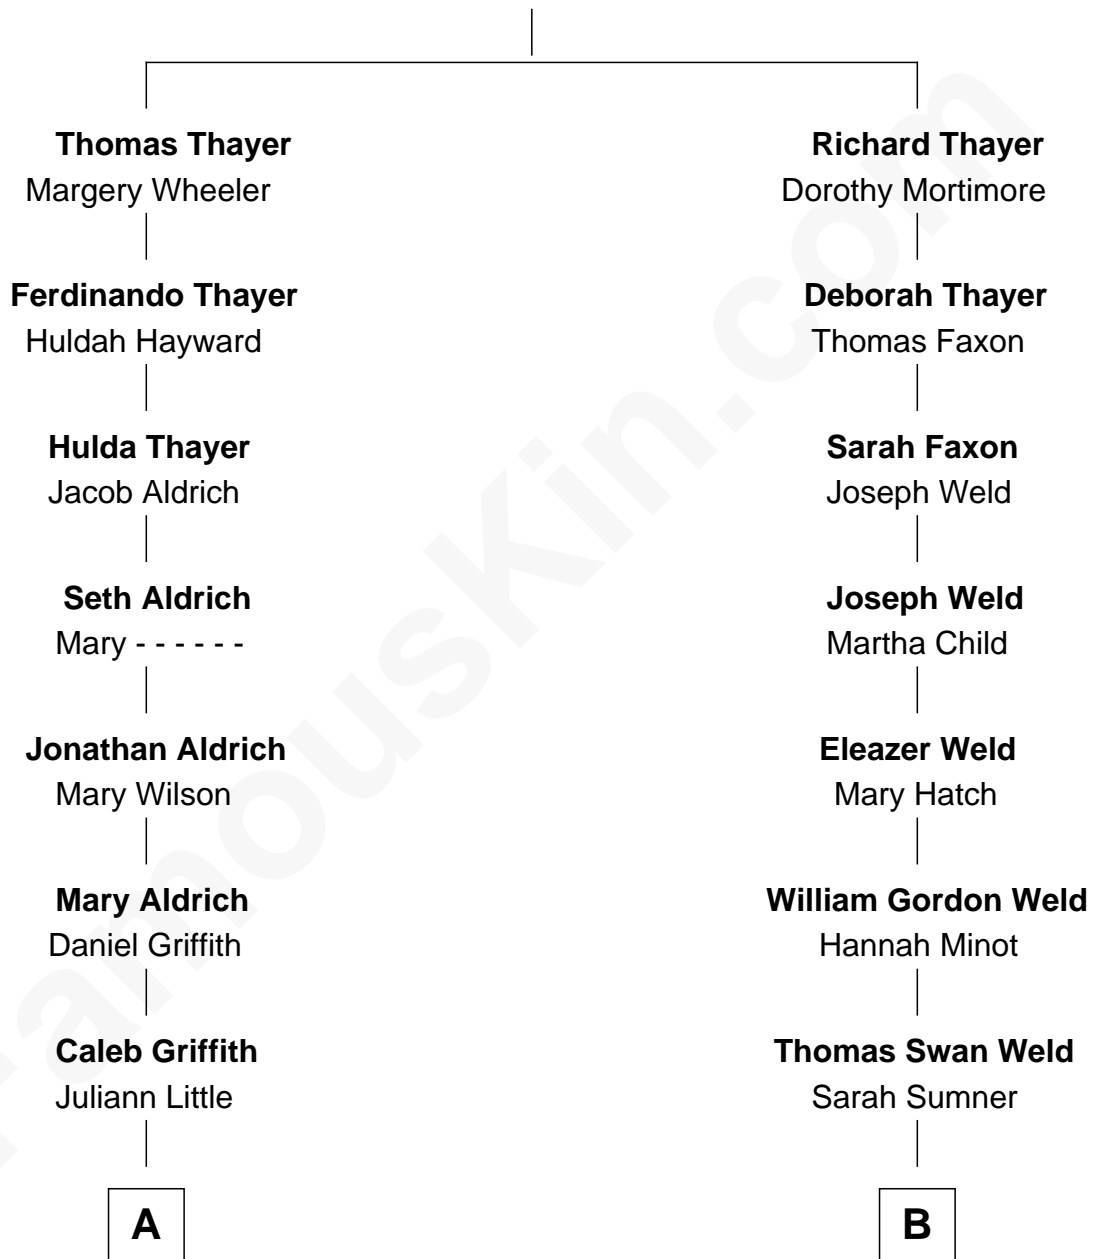 Thomas Thayer
Margery Wheeler
Ferdinando Thayer
Huldah Hayward
Hulda Thayer
Jacob Aldrich
Seth Aldrich
Mary - - - - - -
Jonathan Aldrich
Mary Wilson
Mary Aldrich
Daniel Griffith
Caleb Griffith
Juliann Little
A
Richard Thayer
Dorothy Mortimore
Deborah Thayer
Thomas Faxon
Sarah Faxon
Joseph Weld
Joseph Weld
Martha Child
Eleazer Weld
Mary Hatch
William Gordon Weld
Hannah Minot
Thomas Swan Weld
Sarah Sumner
B
FamousKin.com